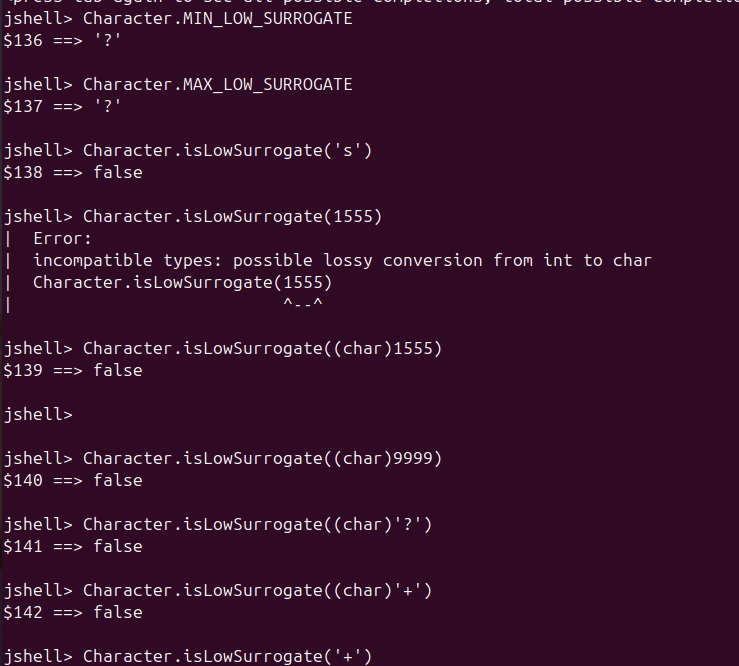 jshell> Character.MIN_LOW_SURROGATE
$136 ==> '?'
jshell> Character.MAX_LOW_SURROGATE
$137 ==> '?'
jshell> Character.isLowSurrogate('s')
$138 ==> false
jshell> Character.isLowSurrogate(1555)
|  Error:
|  incompatible types: possible lossy conversion from int to char
|  Character.isLowSurrogate(1555)
|                           ^--^
jshell> Character.isLowSurrogate((char)1555)
$139 ==> false
jshell>
jshell> Character.isLowSurrogate((char)9999)
$140 ==> false
jshell> Character.isLowSurrogate((char)'?')
$141 ==> false
jshell> Character.isLowSurrogate((char)'+')
$142 ==> false
jshell> Character.isLowSurrogate('+')